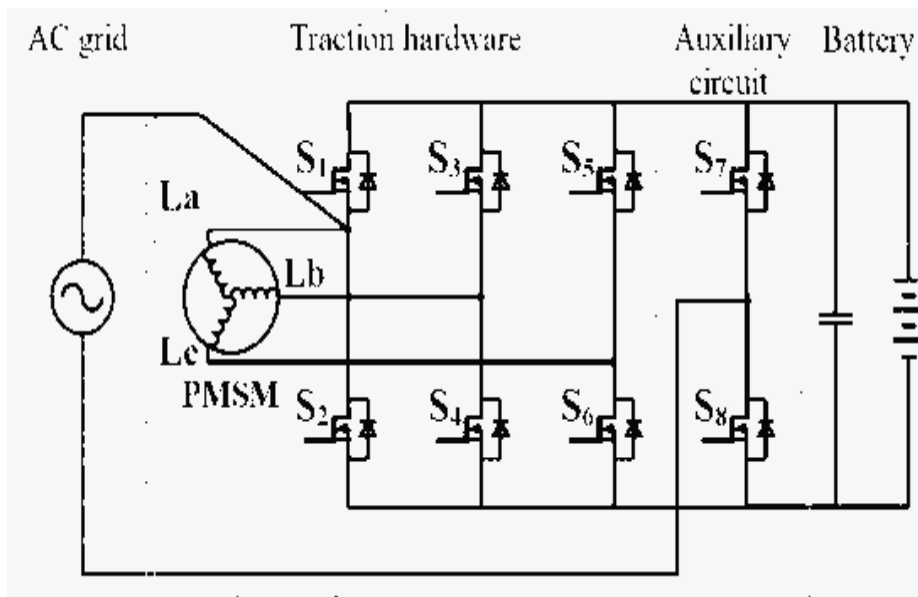 AC grid Traction hardware Auxiliary circuit Battery
S1 S3 S5 S7
La
Lb
Lc
PMSM
S2 S4 S6 S8